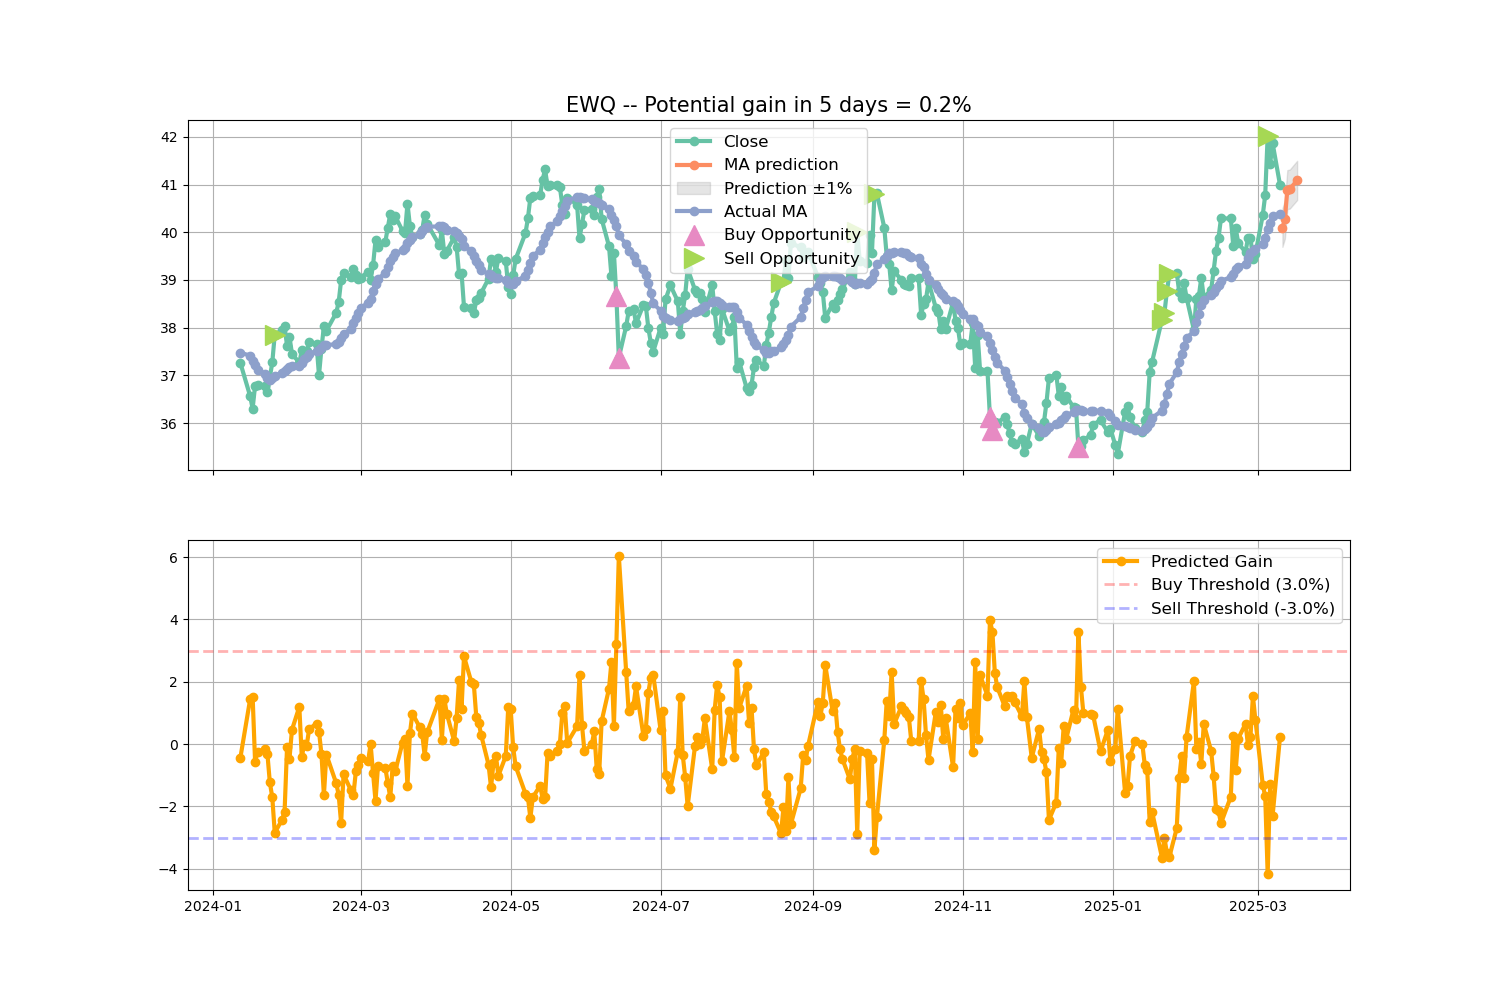 EWQ -- Potential gain in 5 days = 0.2%
42
41
40
39
38
37
36
Close
MA prediction
Prediction ±1%
Actual MA
Buy Opportunity
Sell Opportunity
6
4
2
0
−2
−4
Predicted Gain
Buy Threshold (3.0%)
Sell Threshold (-3.0%)
2024-01 2024-03 2024-05 2024-07 2024-09 2024-11 2025-01 2025-03